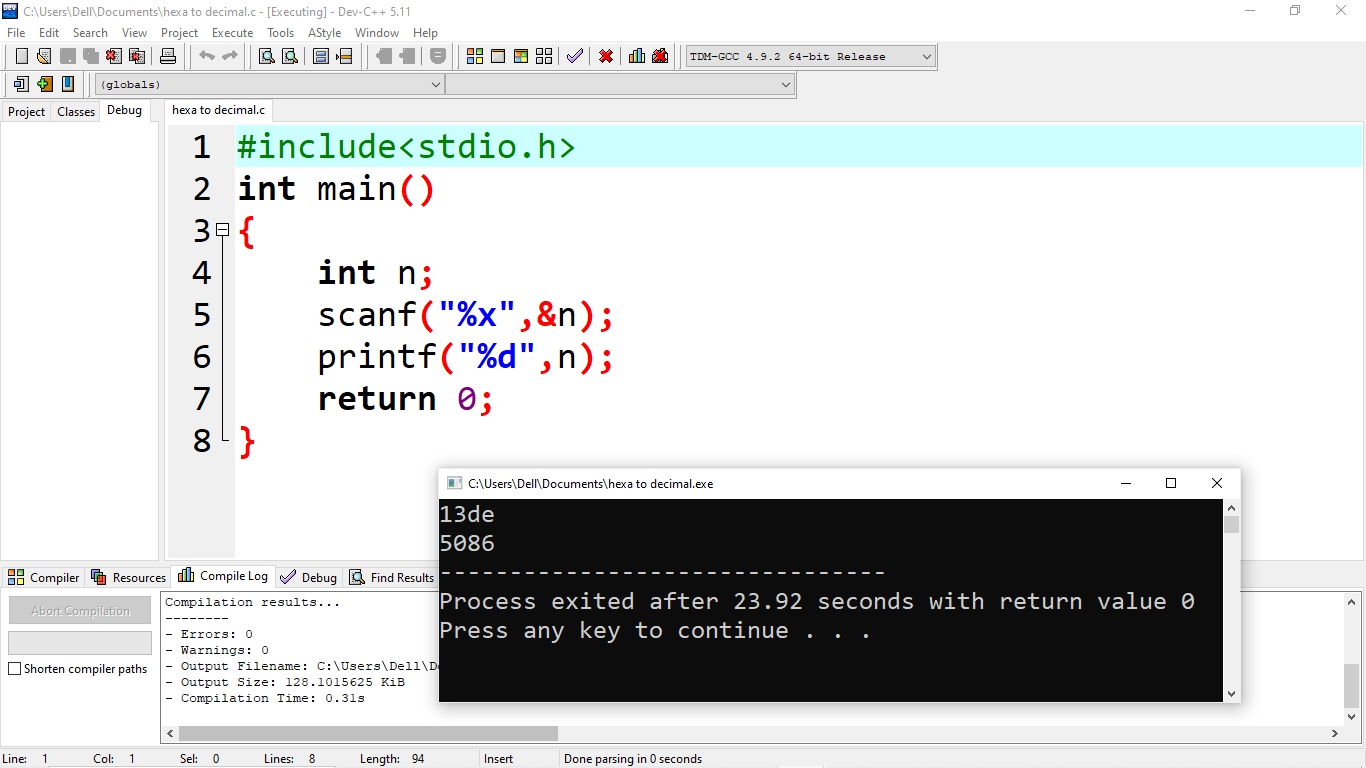 C:\Users\Dell\Documents\hexa to decimal.c - [Executing] - Dev-C++ 5.11
File Edit Search View Project Execute Tools AStyle Window Help
TDM-GCC 4.9.2 64-bit Release
(globals)
Project Classes Debug
hexa to decimal.c
1 #include<stdio.h>
2 int main()
3 {
4 int n;
5 scanf("%x",&n);
6 printf("%d",n);
7 return 0;
8 }
C:\Users\Dell\Documents\hexa to decimal.exe
13de
5086
--------------------------------
Process exited after 23.92 seconds with return value 0
Press any key to continue . . .
Compiler Resources Compile Log Debug Find Results
Abort Compilation
Shorten compiler paths
Compilation results...
--------
- Errors: 0
- Warnings: 0
- Output Filename: C:\Users\Dell\D
- Output Size: 128.1015625 KiB
- Compilation Time: 0.31s
Line: 1 Col: 1 Sel: 0 Lines: 8 Length: 94 Insert Done parsing in 0 seconds